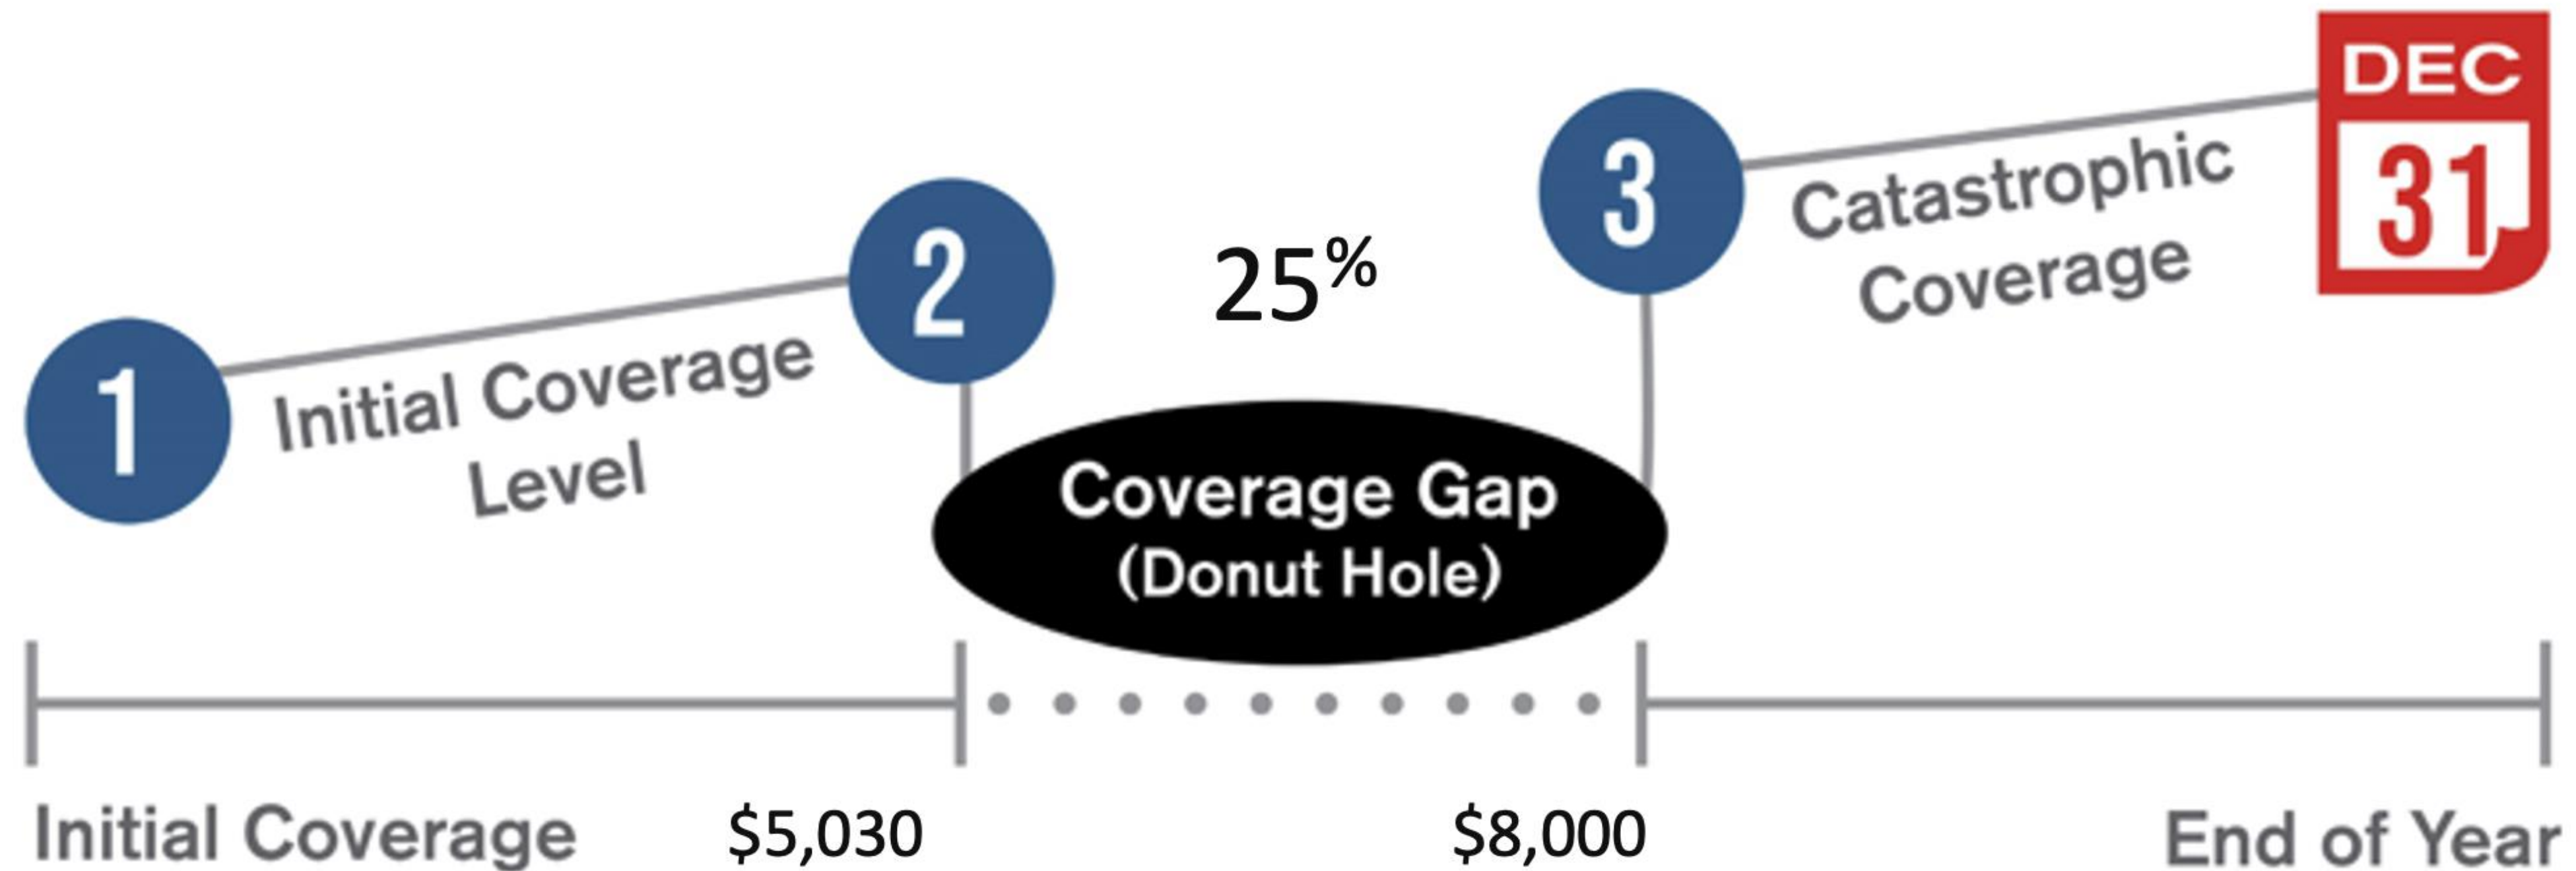 1
Initial Coverage
Level
2
25%
Coverage Gap
(Donut Hole)
3
Catastrophic
Coverage
DEC
31
Initial Coverage
$5,030
$8,000
End of Year